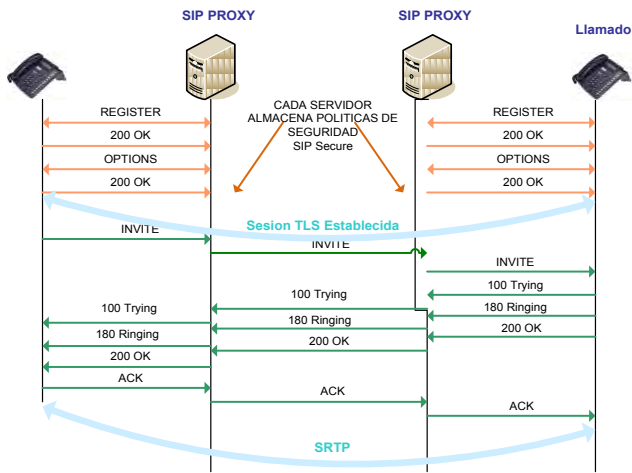 SIP PROXY
SIP PROXY
Llamado
CADA SERVIDOR
ALMACENA POLITICAS DE
SEGURIDAD
SIP Secure
REGISTER
REGISTER
200 OK
200 OK
OPTIONS
OPTIONS
200 OK
200 OK
Sesion TLS Establecida
INVITE
INVITE
INVITE
100 Trying
100 Trying
100 Trying
180 Ringing
180 Ringing
180 Ringing
200 OK
200 OK
200 OK
ACK
ACK
ACK
SRTP